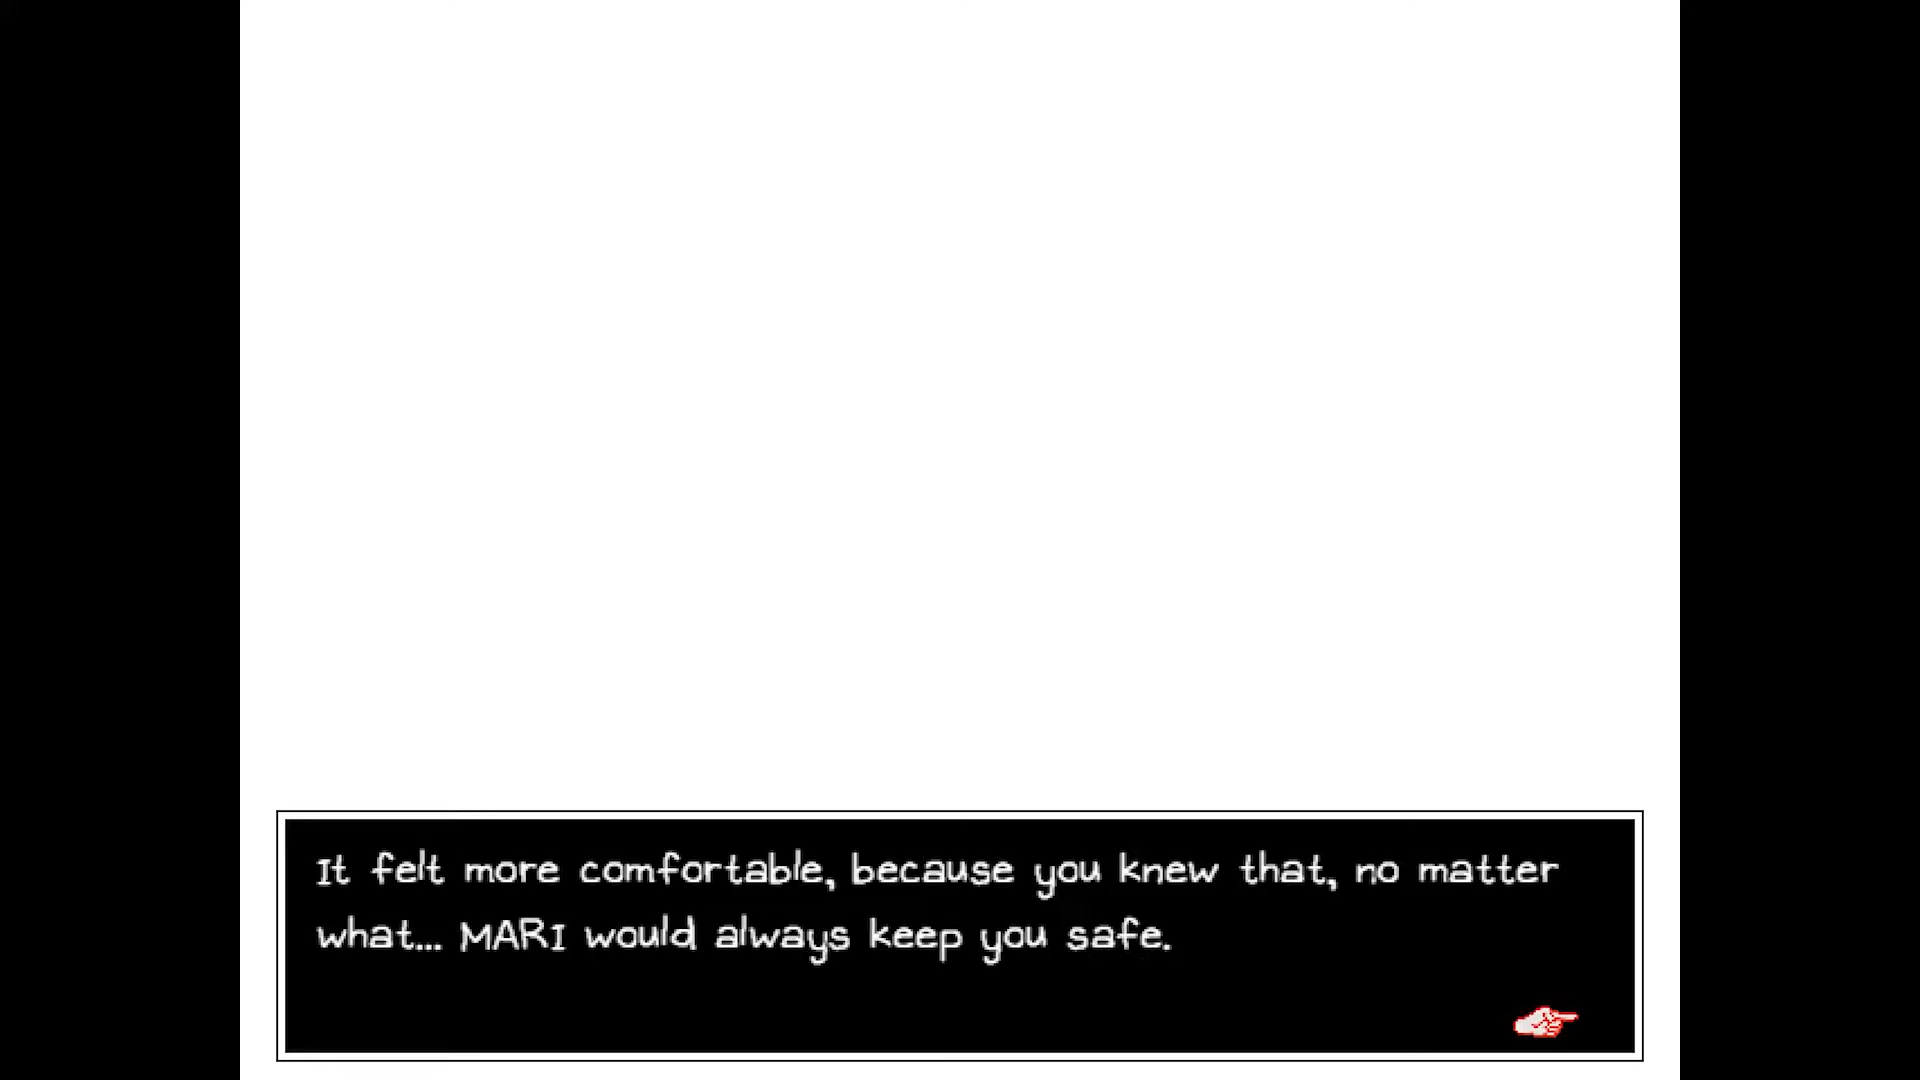 It felt more comfortable, because you knew that, no matter
what... MARI would always keep you safe.